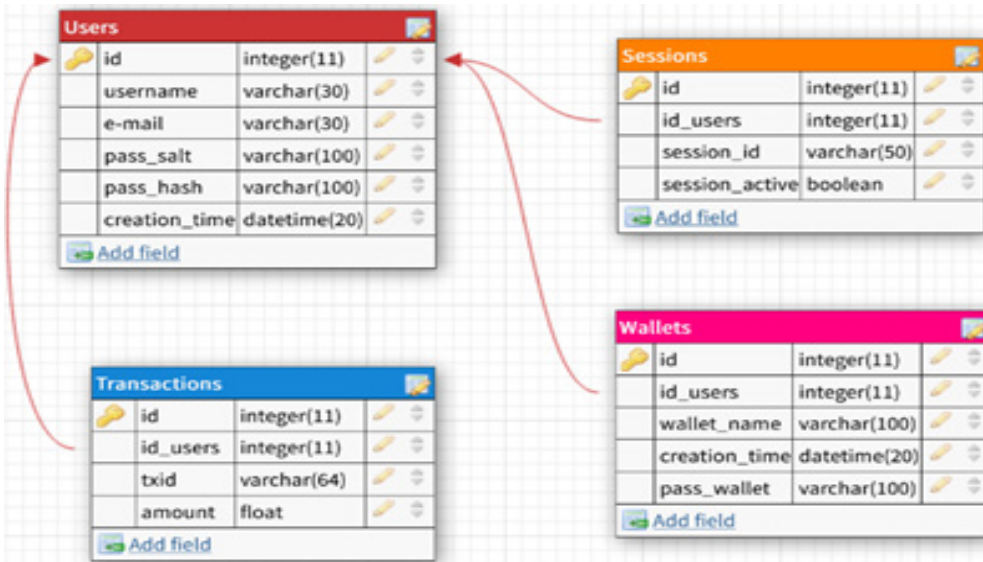 Users
id integer(11)
username varchar(30)
e-mail varchar(30)
pass_salt varchar(100)
pass_hash varchar(100)
creation_time datetime(20)
Add field
Sessions
id integer(11)
id_users integer(11)
session_id varchar(50)
session_active boolean
Add field
Transactions
id integer(11)
id_users integer(11)
txid varchar(64)
amount float
Add field
Wallets
id integer(11)
id_users integer(11)
wallet_name varchar(100)
creation_time datetime(20)
pass_wallet varchar(100)
Add field